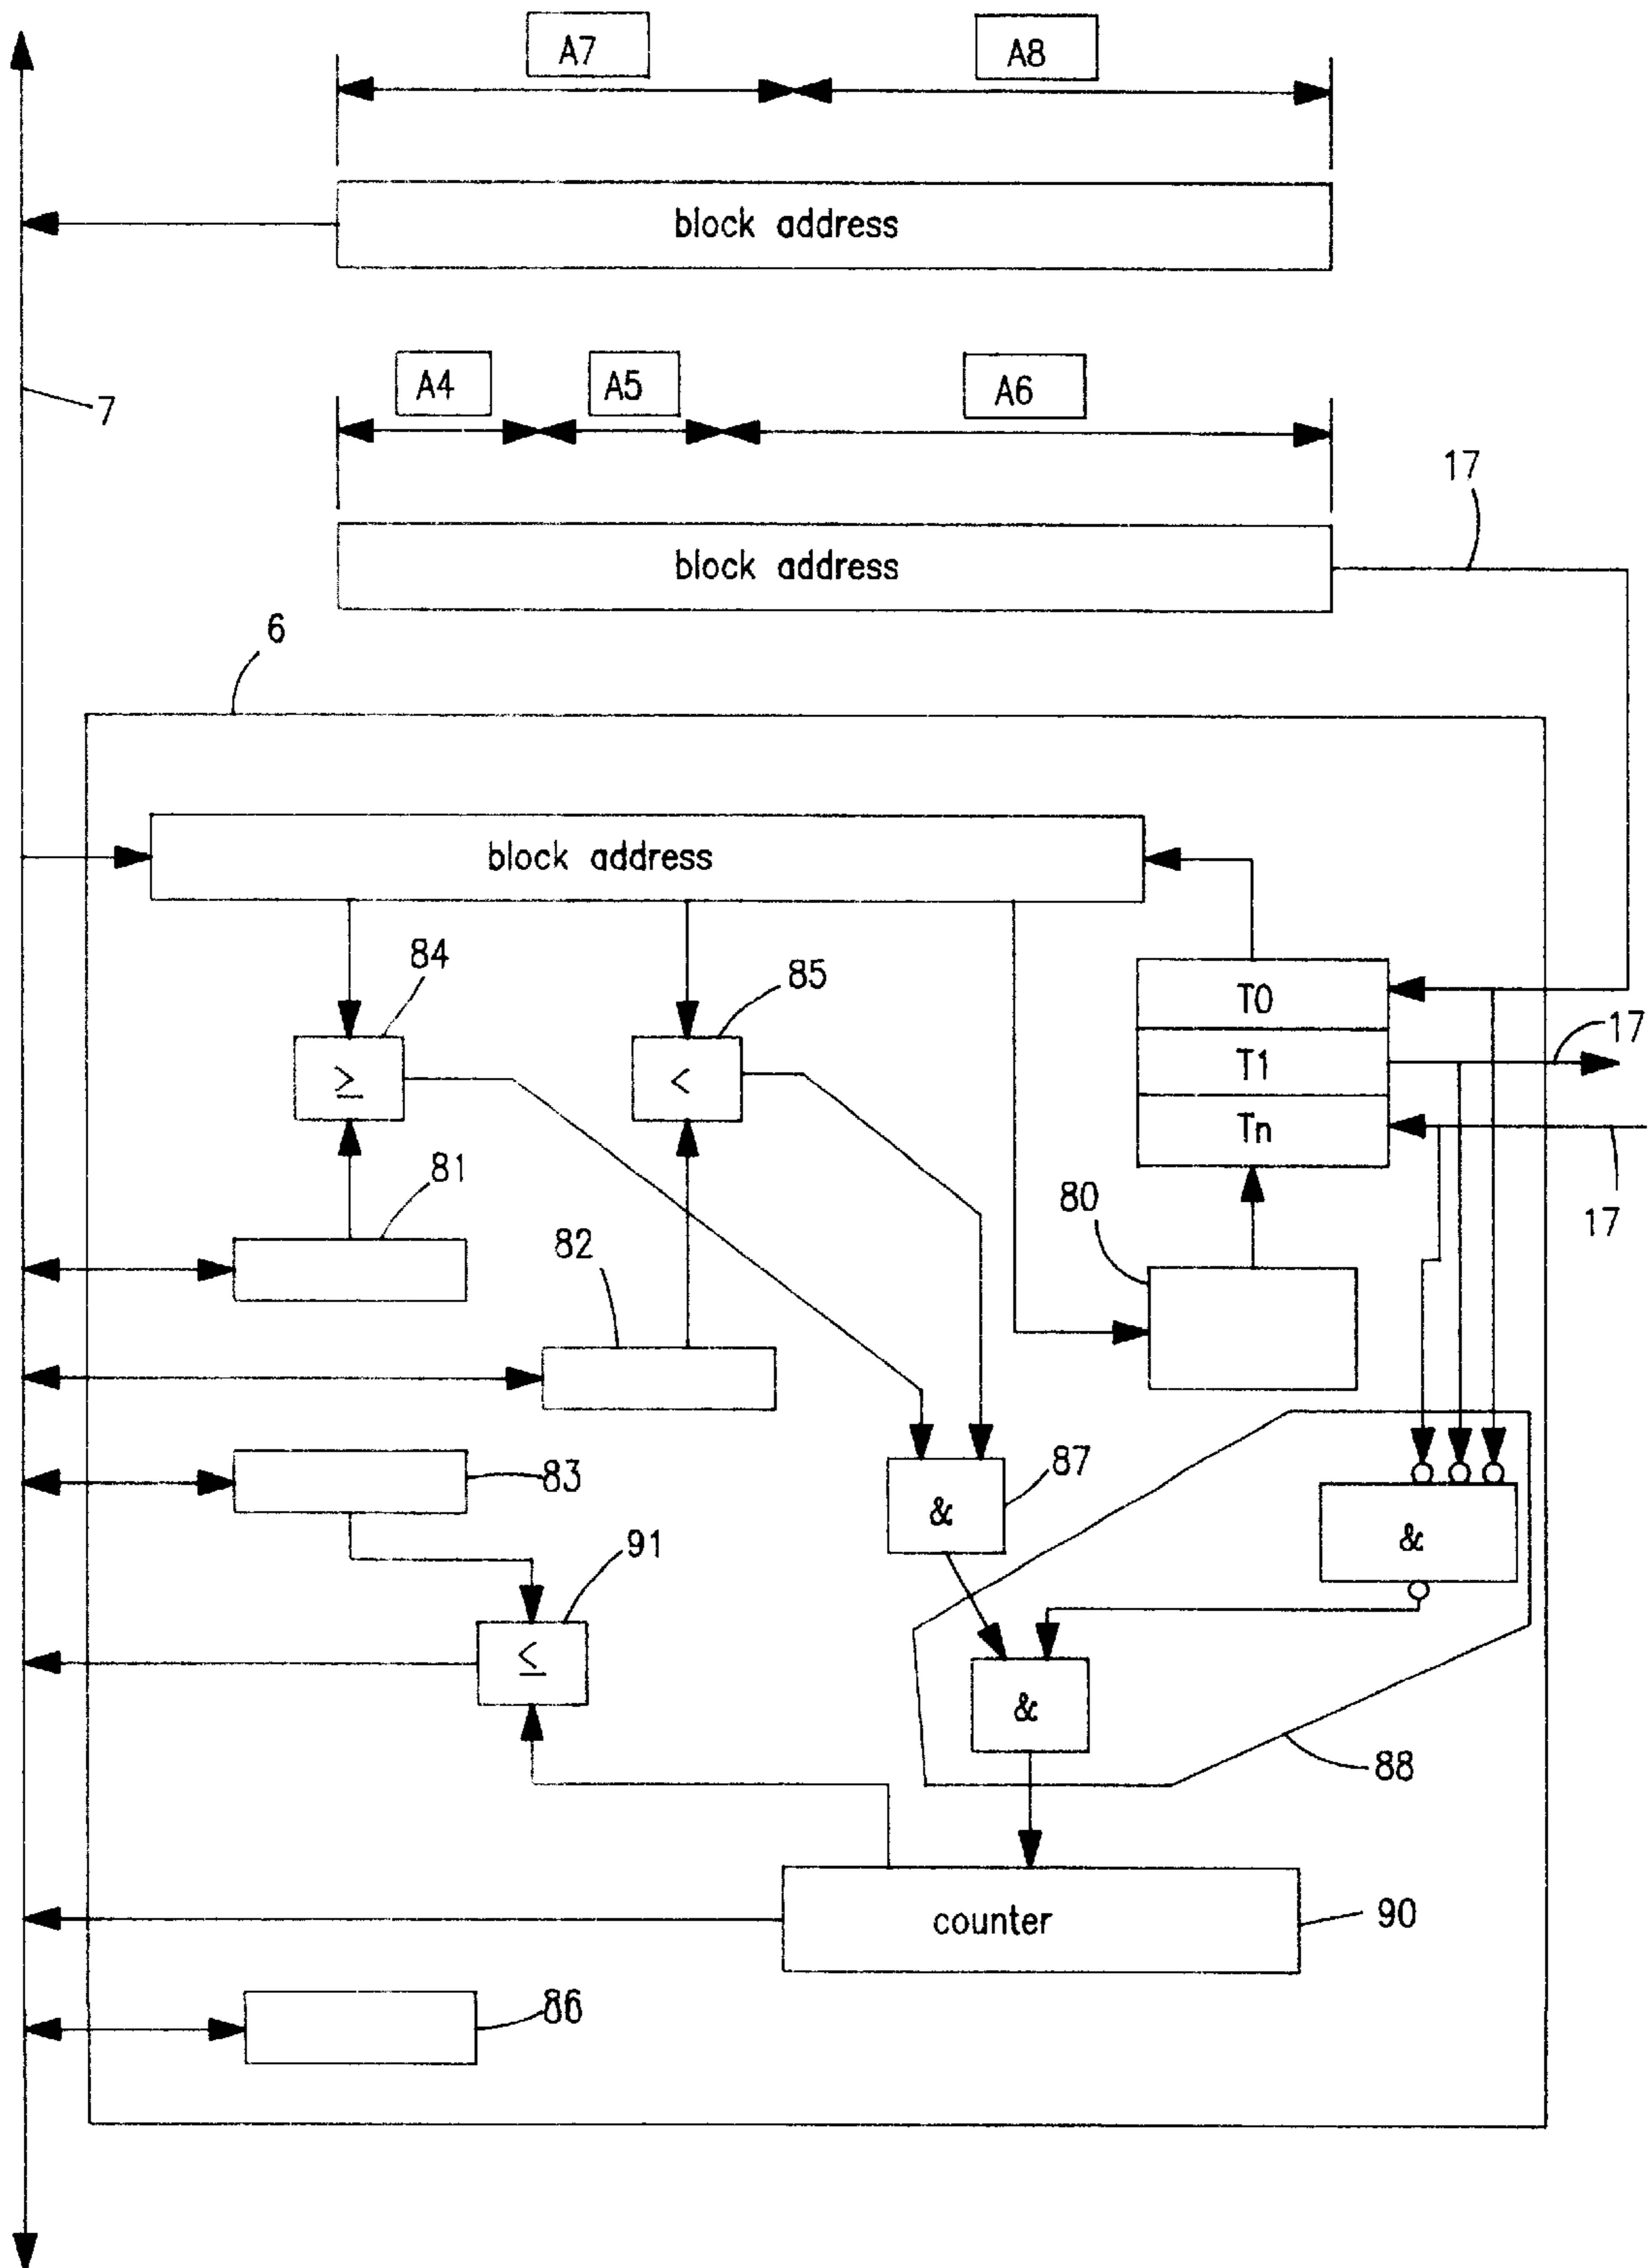 A7
A8
block address
7
A4
A5
A6
17
block address
6
block address
84
85
T0
17
≥
<
T1
Tn
81
80
17
82
83
87
&
&
91
≤
&
88
counter
90
86